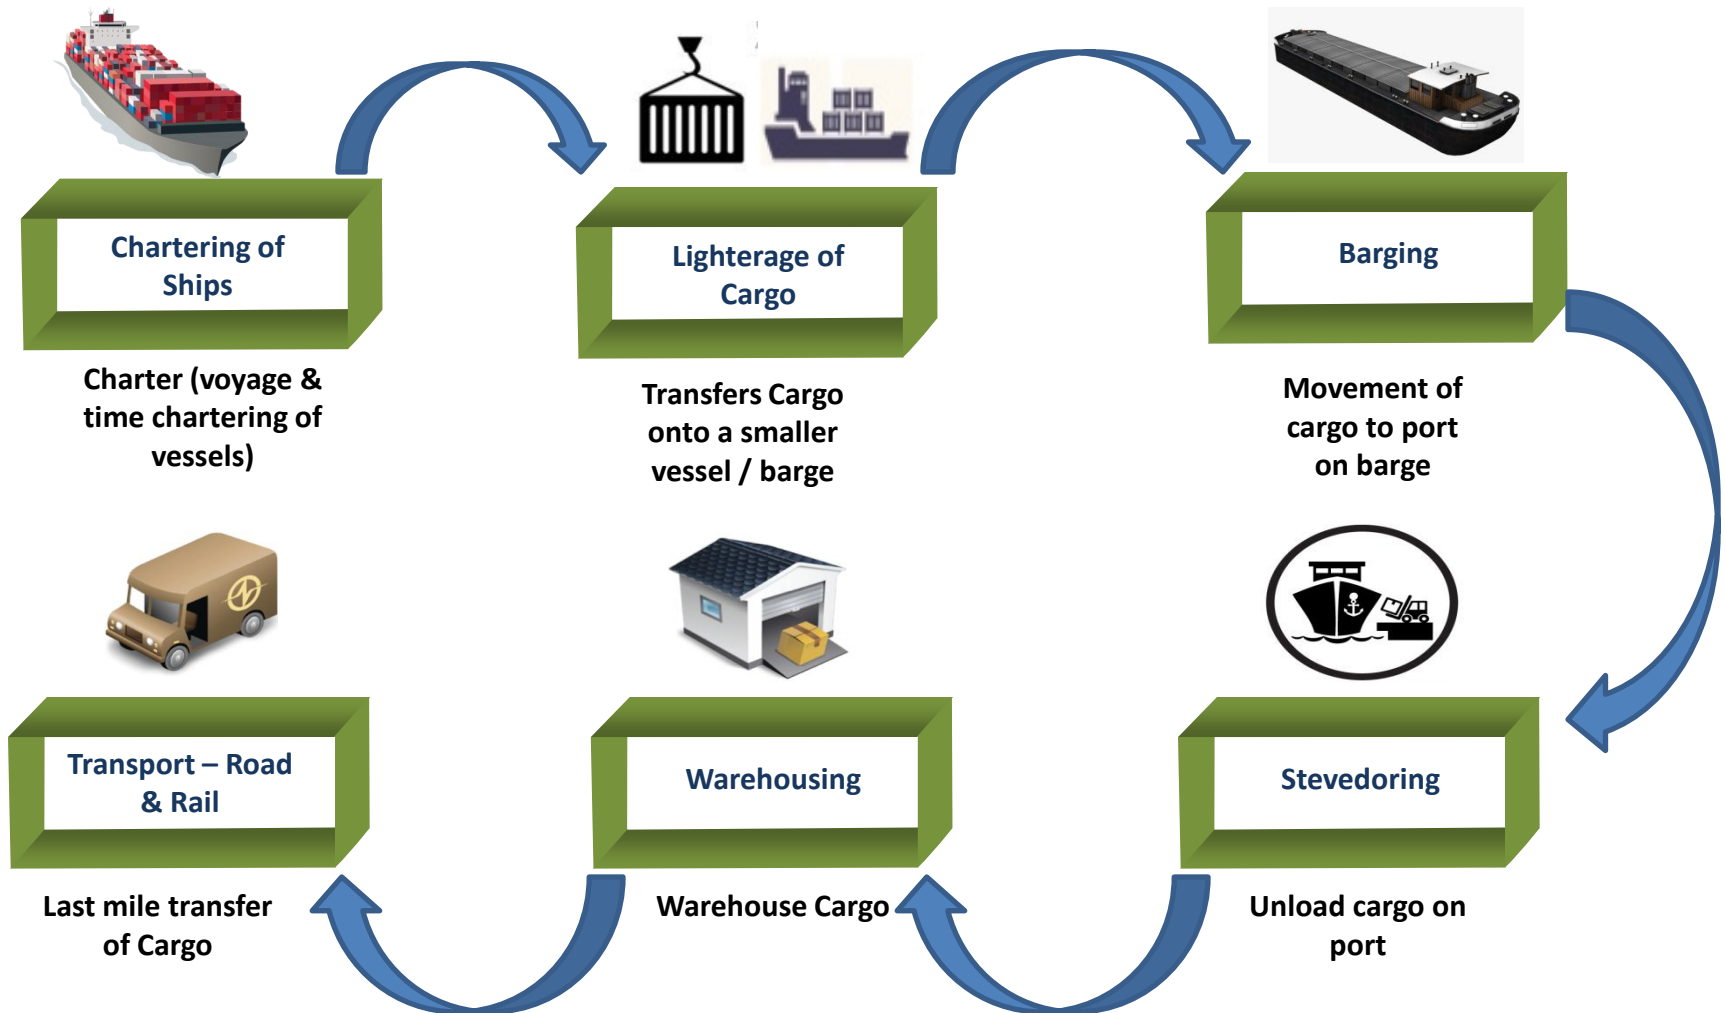 Chartering of
Ships
Charter (voyage &
time chartering of
vessels)
Lighterage of
Cargo
Transfers Cargo
onto a smaller
vessel / barge
Barging
Movement of
cargo to port
on barge
Stevedoring
Unload cargo on
port
Warehousing
Warehouse Cargo
Transport – Road
& Rail
Last mile transfer
of Cargo